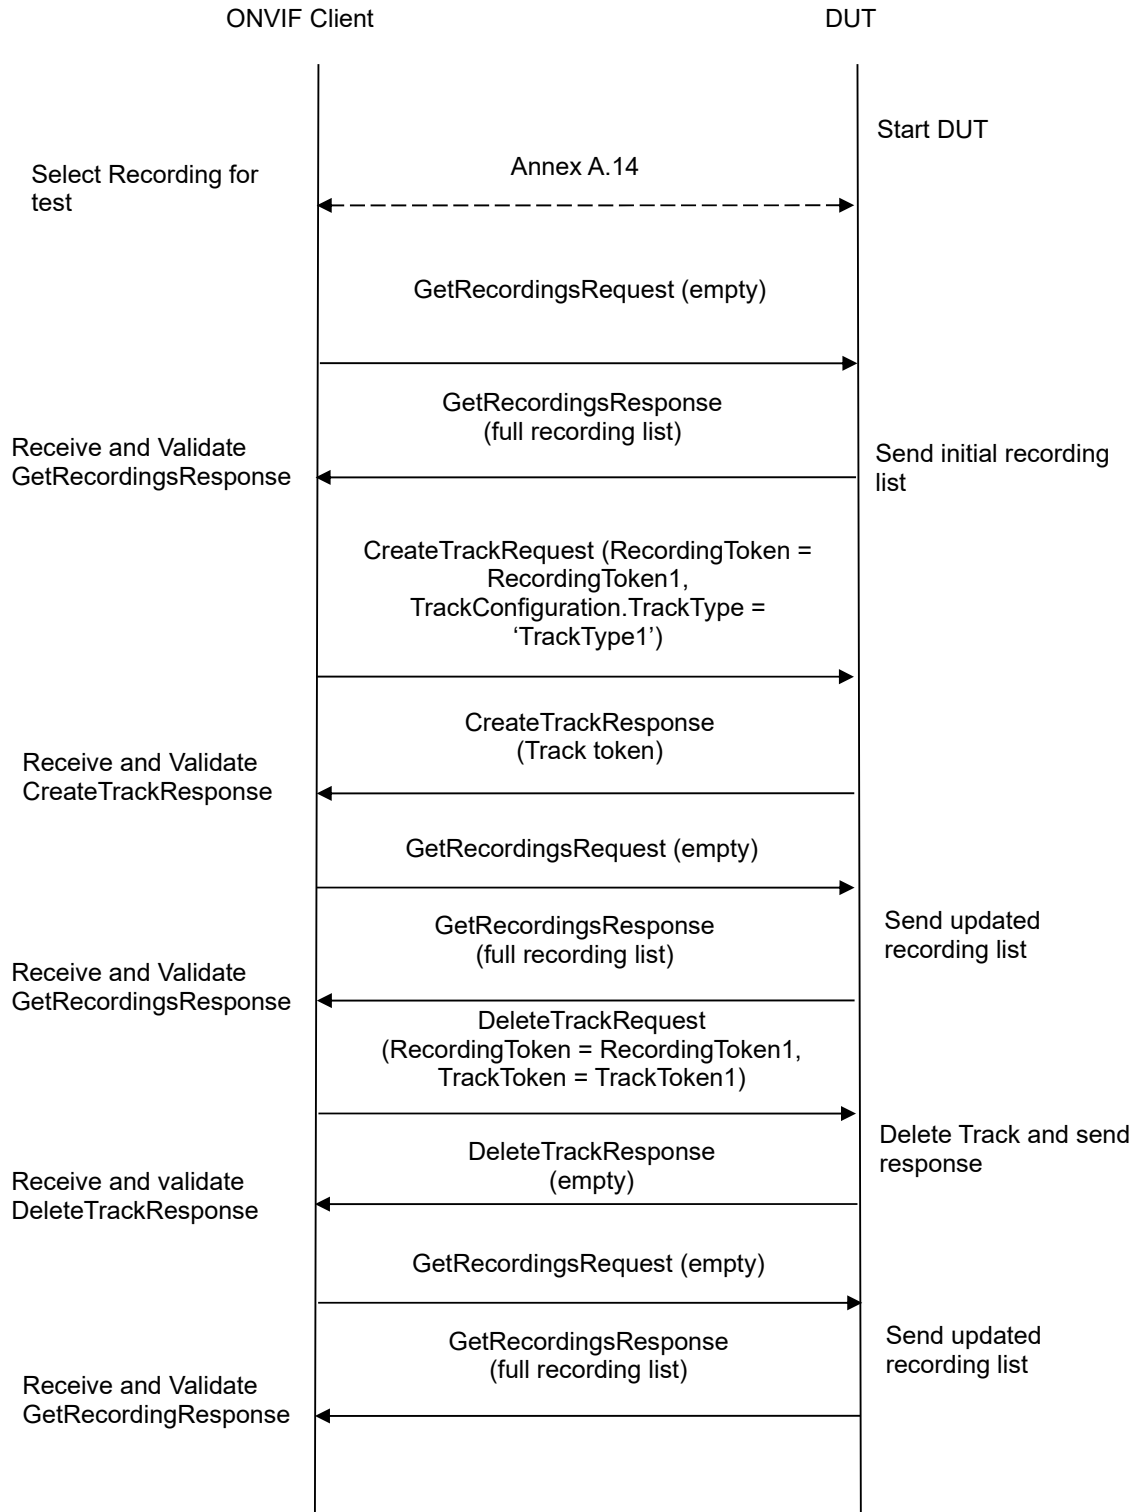 ONVIF Client
DUT
Start DUT
Select Recording for
test
Annex A.14
GetRecordingsRequest (empty)
GetRecordingsResponse
(full recording list)
Receive and Validate
GetRecordingsResponse
Send initial recording
list
CreateTrackRequest (RecordingToken =
RecordingToken1,
TrackConfiguration.TrackType =
‘TrackType1’)
CreateTrackResponse
(Track token)
Receive and Validate
CreateTrackResponse
GetRecordingsRequest (empty)
GetRecordingsResponse
(full recording list)
Send updated
recording list
Receive and Validate
GetRecordingsResponse
DeleteTrackRequest
(RecordingToken = RecordingToken1,
TrackToken = TrackToken1)
Delete Track and send
response
DeleteTrackResponse
(empty)
Receive and validate
DeleteTrackResponse
GetRecordingsRequest (empty)
GetRecordingsResponse
(full recording list)
Send updated
recording list
Receive and Validate
GetRecordingResponse